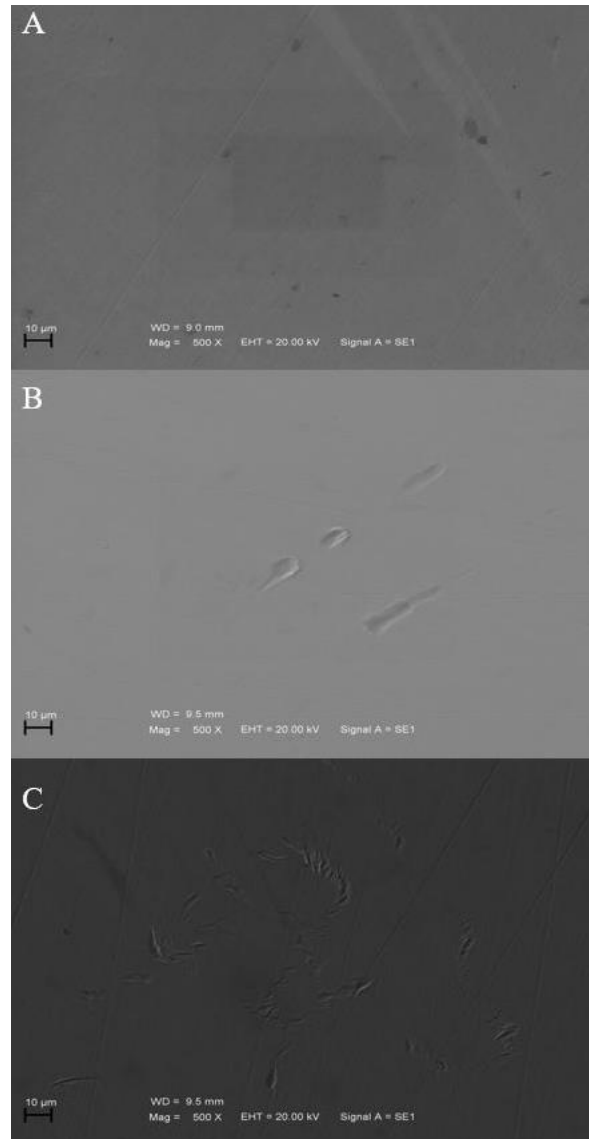 A
10 µm
WD = 9.0 mm
Mag = 500 X EHT = 20.00 kV Signal A = SE1
B
10 µm
WD = 9.5 mm
Mag = 500 X EHT = 20.00 kV Signal A = SE1
C
10 µm
WD = 9.5 mm
Mag = 500 X EHT = 20.00 kV Signal A = SE1